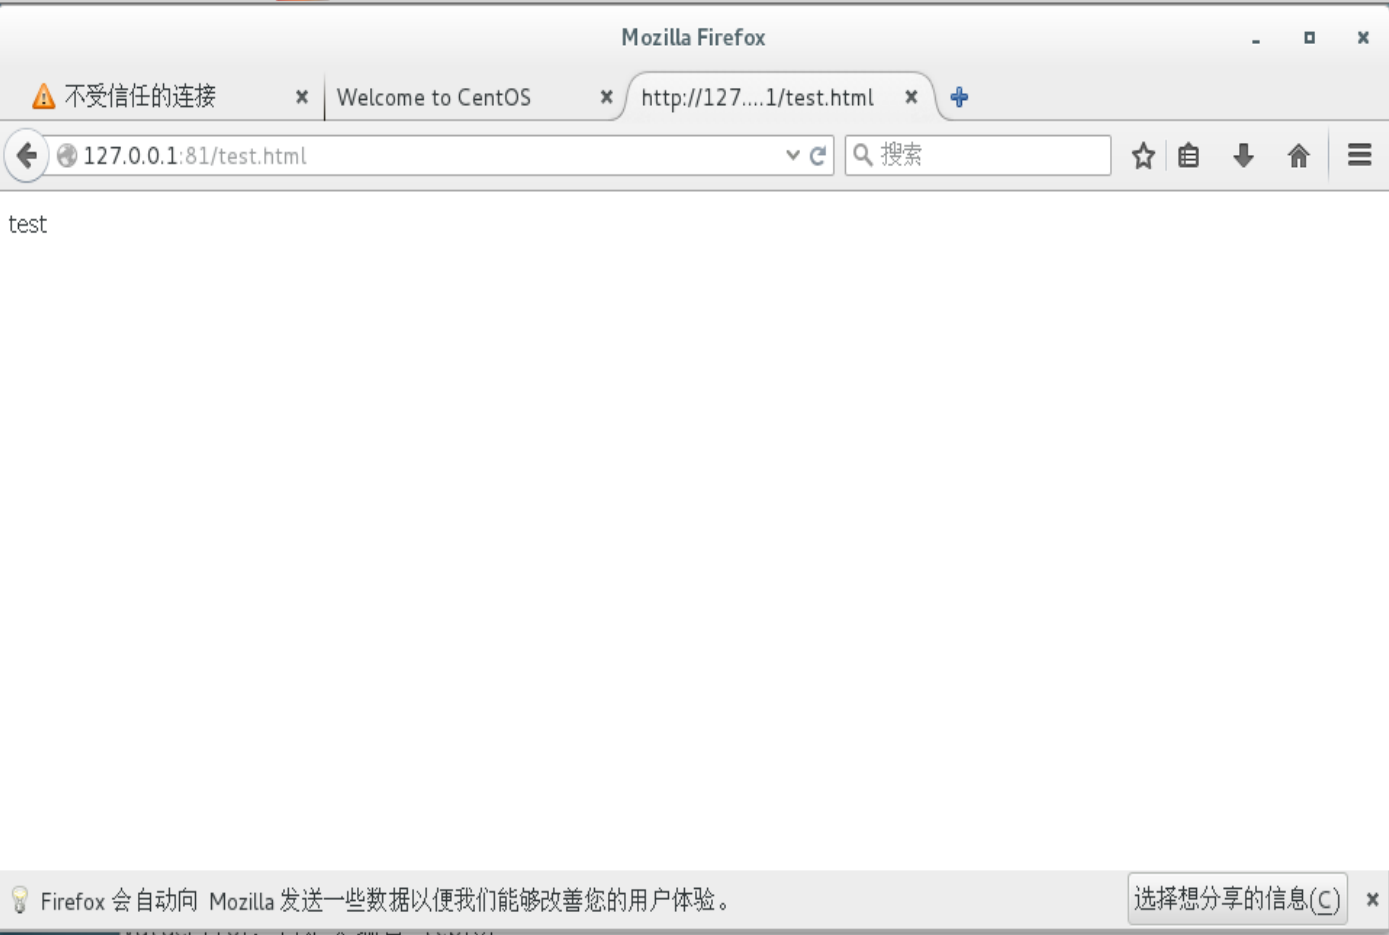 Mozilla Firefox
不受信任的连接
Welcome to CentOS
http://127....1/test.html
127.0.0.1:81/test.html
搜索
test
Firefox 会自动向 Mozilla 发送一些数据以便我们能够改善您的用户体验。
选择想分享的信息(C)